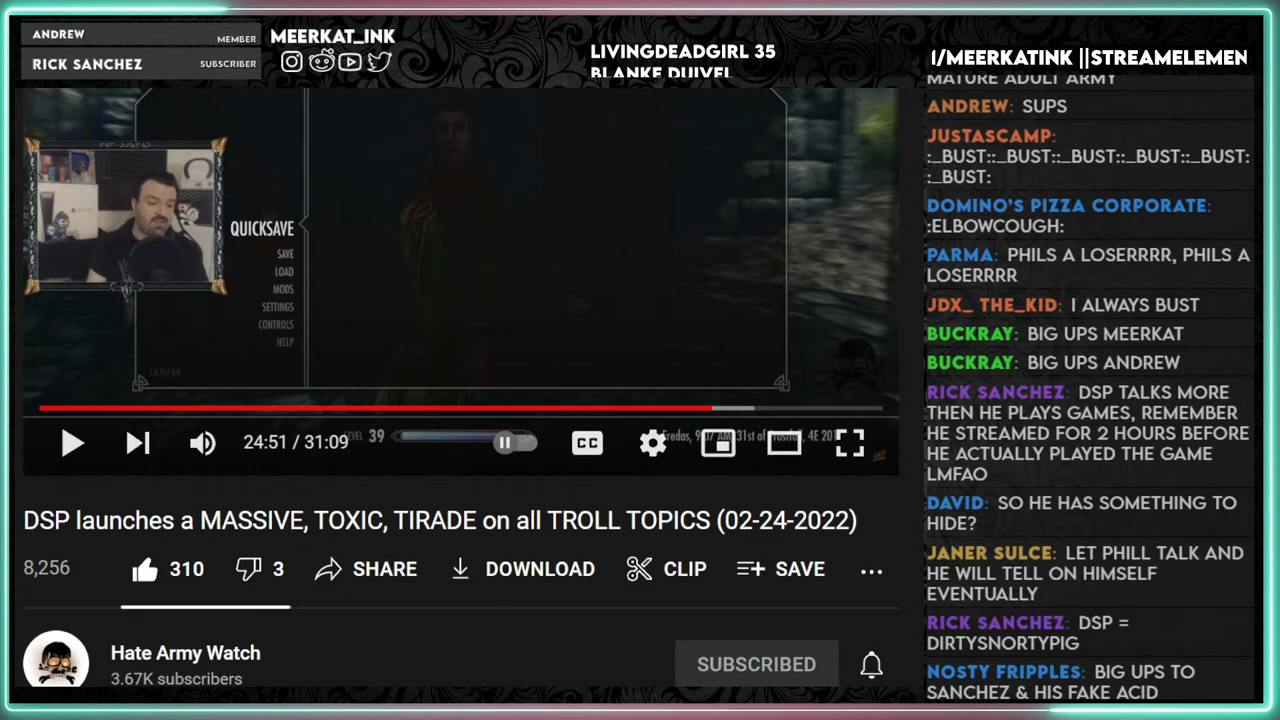 ANDREW
MEMBER
RICK SANCHEZ
SUBSCRIBER
MEERKAT_INK
LIVINGDEADGIRL 35
BLANKE DUIVEL
I/MEERKATINK ||STREAMELEMEN
QUICKSAVE
SAVE
LOAD
MODS
SETTINGS
CONTROLS
HELP
LEVEL 39
24:51 / 31:09
CC
DSP launches a MASSIVE, TOXIC, TIRADE on all TROLL TOPICS (02-24-2022)
8,256
310
3
SHARE
DOWNLOAD
CLIP
SAVE
Hate Army Watch
3.67K subscribers
SUBSCRIBED
MATURE ADULT ARMY
ANDREW: SUPS
JUSTASCAMP:
:_BUST::_BUST::_BUST::_BUST::_BUST:
:_BUST:
DOMINO'S PIZZA CORPORATE:
:ELBOWCOUGH:
PARMA: PHILS A LOSERRRR, PHILS A
LOSERRRR
JDX_ THE_KID: I ALWAYS BUST
BUCKRAY: BIG UPS MEERKAT
BUCKRAY: BIG UPS ANDREW
RICK SANCHEZ: DSP TALKS MORE
THEN HE PLAYS GAMES, REMEMBER
HE STREAMED FOR 2 HOURS BEFORE
HE ACTUALLY PLAYED THE GAME
LMFAO
DAVID: SO HE HAS SOMETHING TO
HIDE?
JANER SULCE: LET PHILL TALK AND
HE WILL TELL ON HIMSELF
EVENTUALLY
RICK SANCHEZ: DSP =
DIRTYSNORTYPIG
NOSTY FRIPPLES: BIG UPS TO
SANCHEZ & HIS FAKE ACID